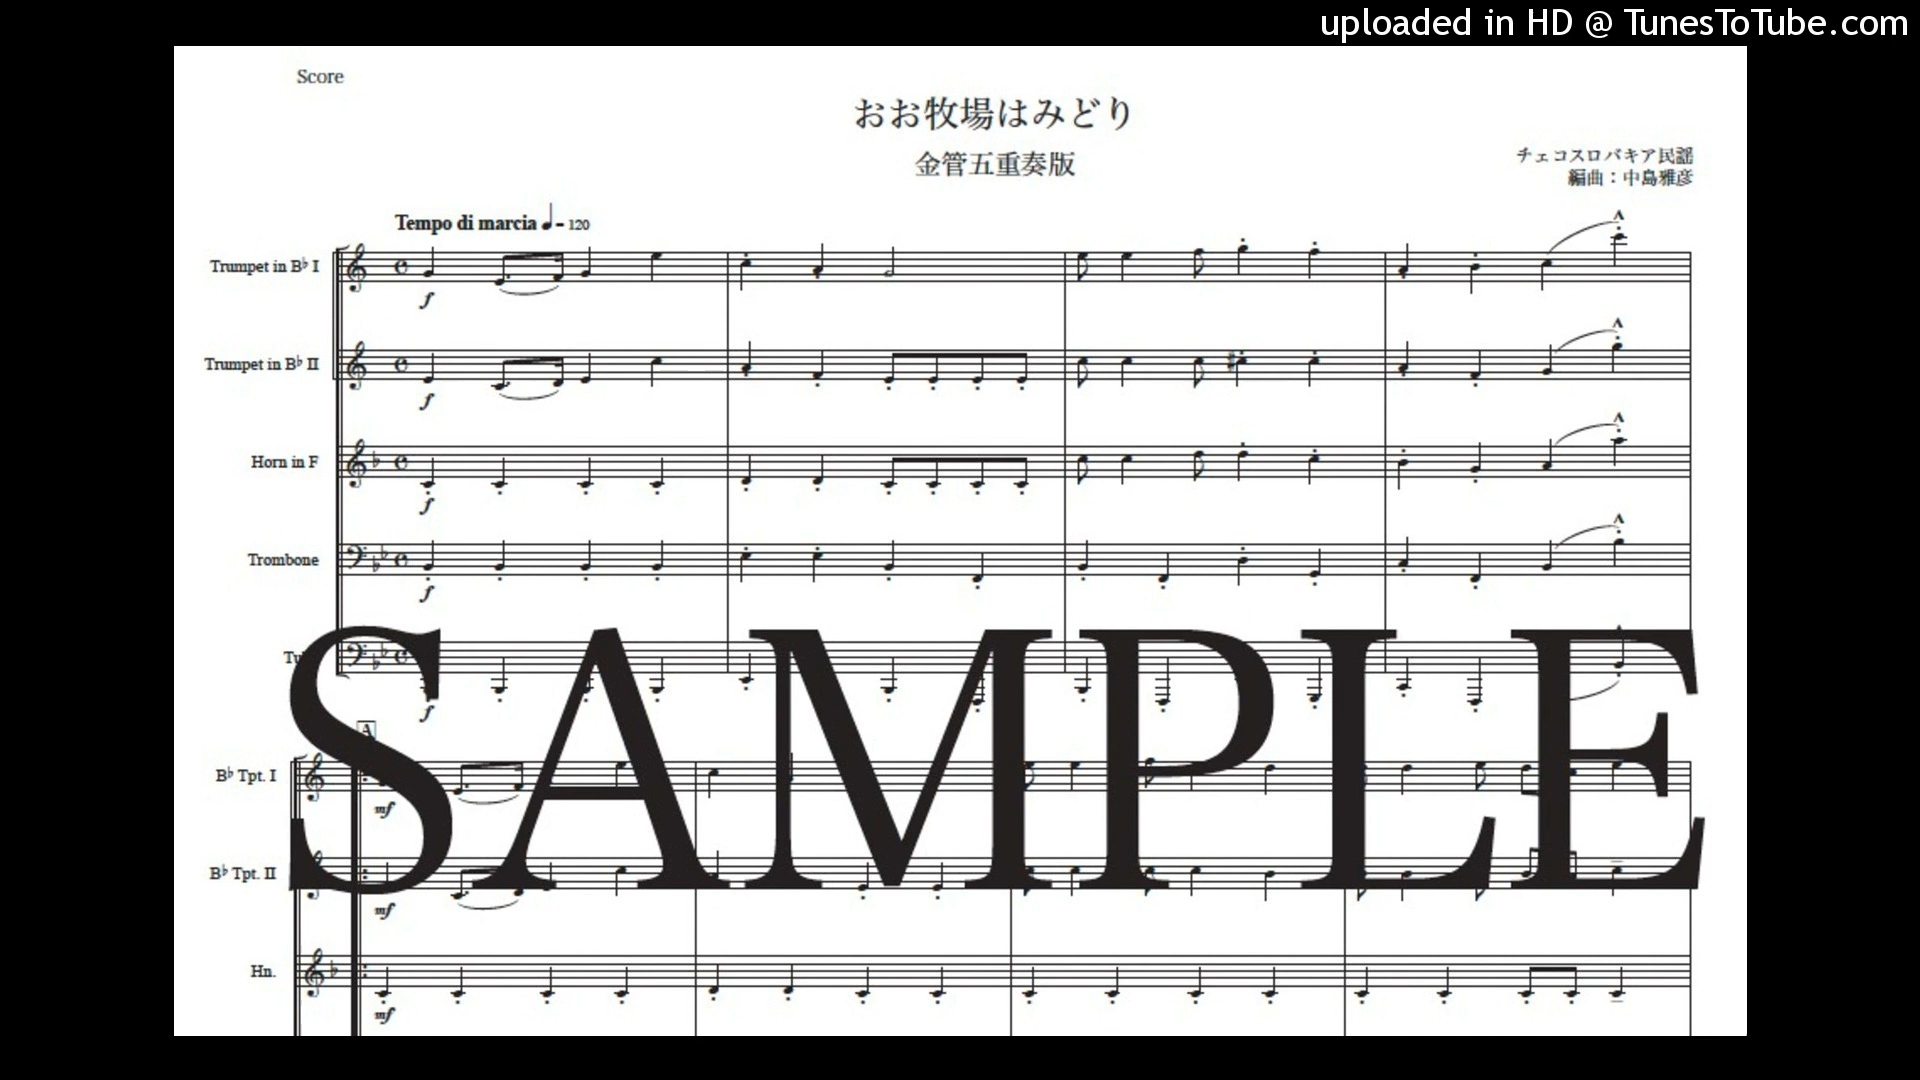 uploaded in HD @ TunesToTube.com
Score
おお牧場はみどり
金管五重奏版
チェコスロバキア民謡
編曲：中島雅彦
Tempo di marcia ♩= 120
Trumpet in B♭ I
f
Trumpet in B♭ II
f
Horn in F
f
Trombone
f
f
SAMPLE
A
B♭ Tpt. I
mf
B♭ Tpt. II
mf
Hn.
mf